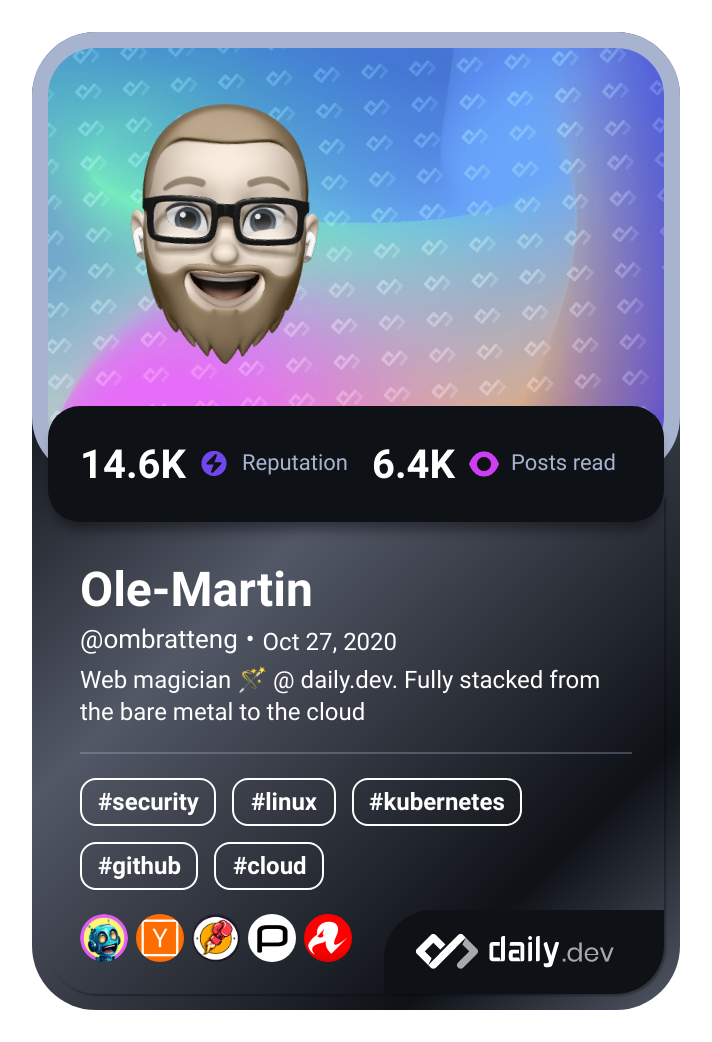 14.6K Reputation 6.4K Posts read
Ole-Martin
@ombratteng • Oct 27, 2020
Web magician 🪄 @ daily.dev. Fully stacked from
the bare metal to the cloud
#security #linux #kubernetes
#github #cloud
Y P daily.dev